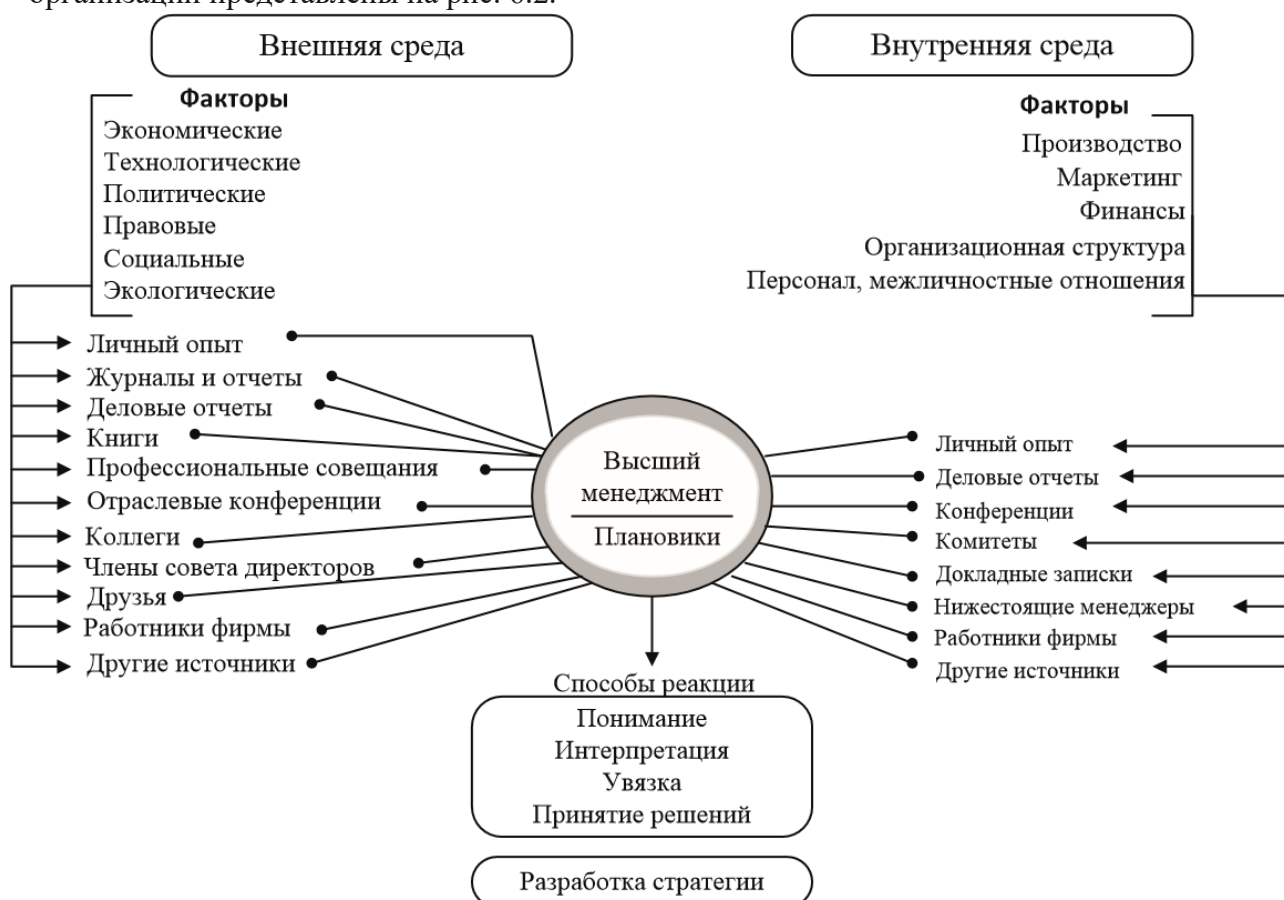 организации представлены на рис. 6.2.
Внешняя среда
Факторы
Экономические
Технологические
Политические
Правовые
Социальные
Экологические
Личный опыт
Журналы и отчеты
Деловые отчеты
Книги
Профессиональные совещания
Отраслевые конференции
Коллеги
Члены совета директоров
Друзья
Работники фирмы
Другие источники
Внутренняя среда
Факторы
Производство
Маркетинг
Финансы
Организационная структура
Персонал, межличностные отношения
Личный опыт
Деловые отчеты
Конференции
Комитеты
Докладные записки
Нижестоящие менеджеры
Работники фирмы
Другие источники
Высший
менеджмент
Плановики
Способы реакции
Понимание
Интерпретация
Увязка
Принятие решений
Разработка стратегии